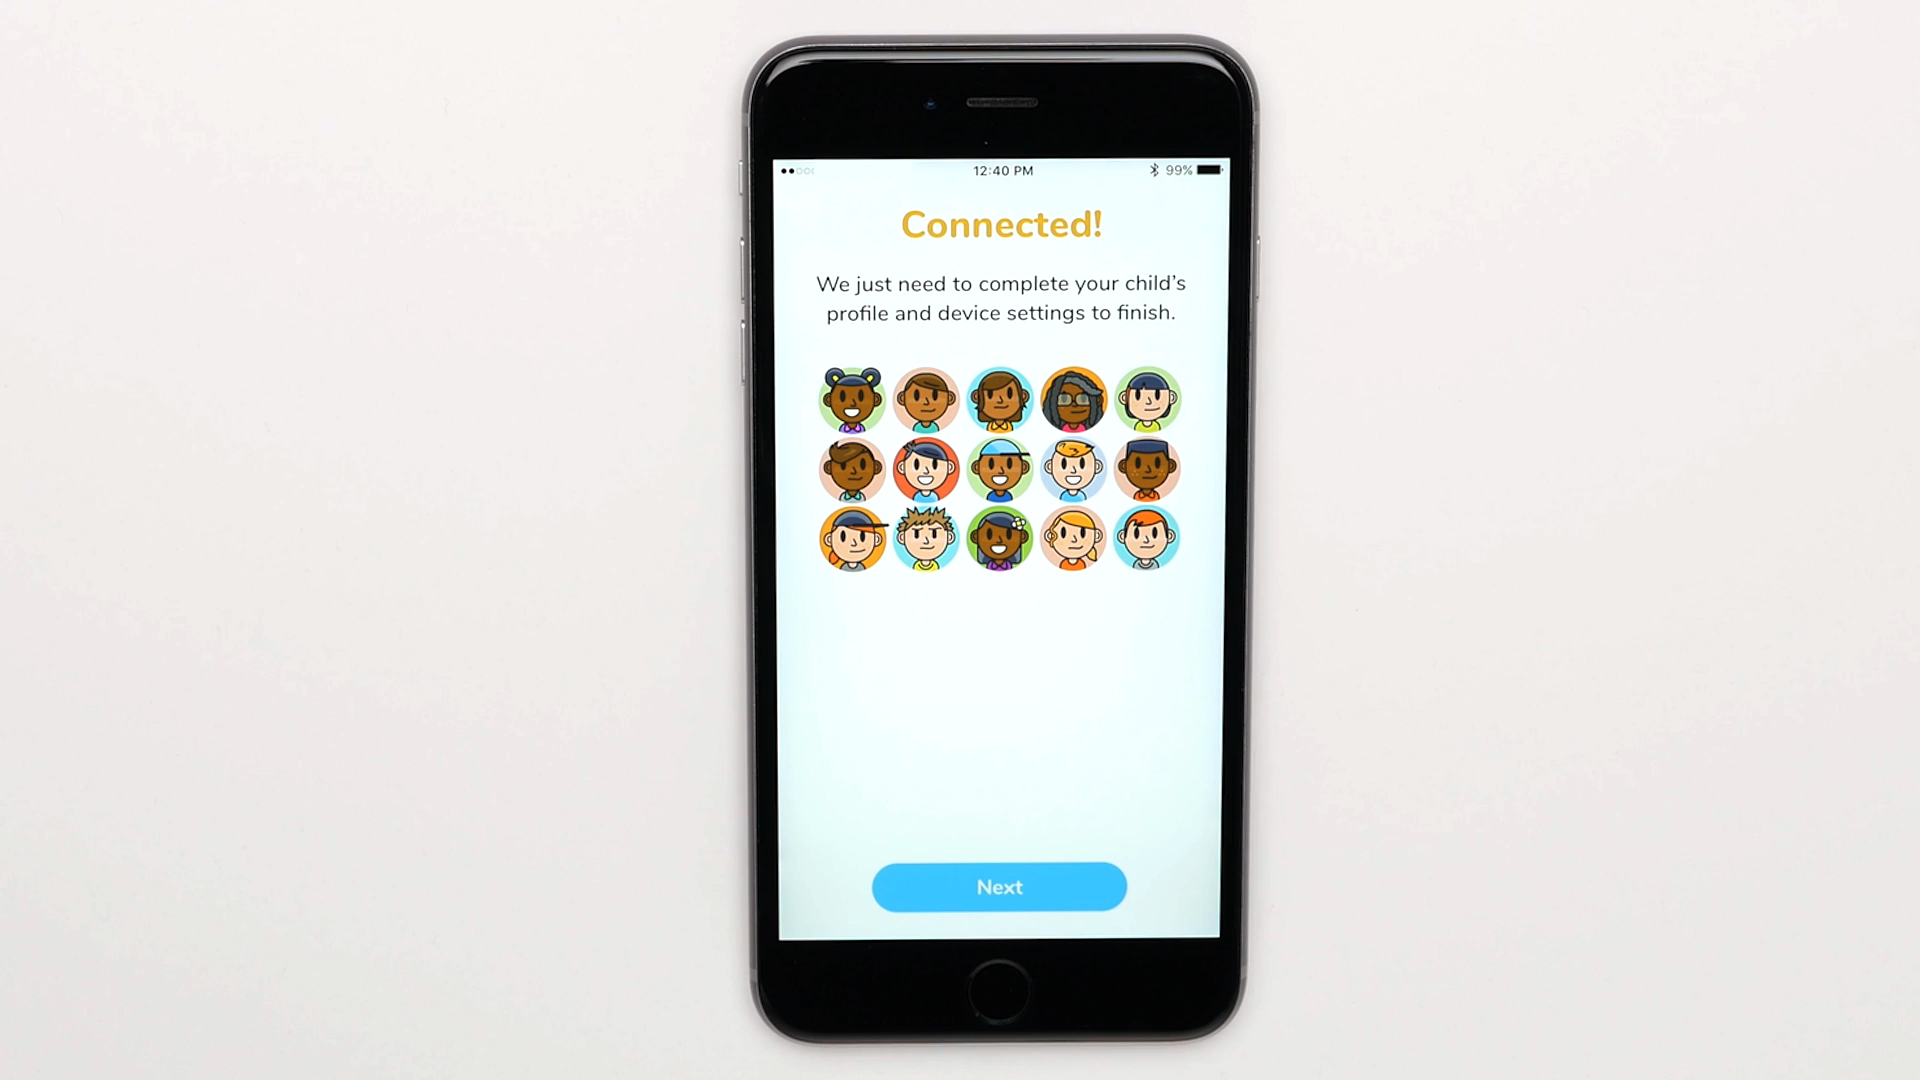 12:40 PM
99%
Connected!
We just need to complete your child's
profile and device settings to finish.
Next